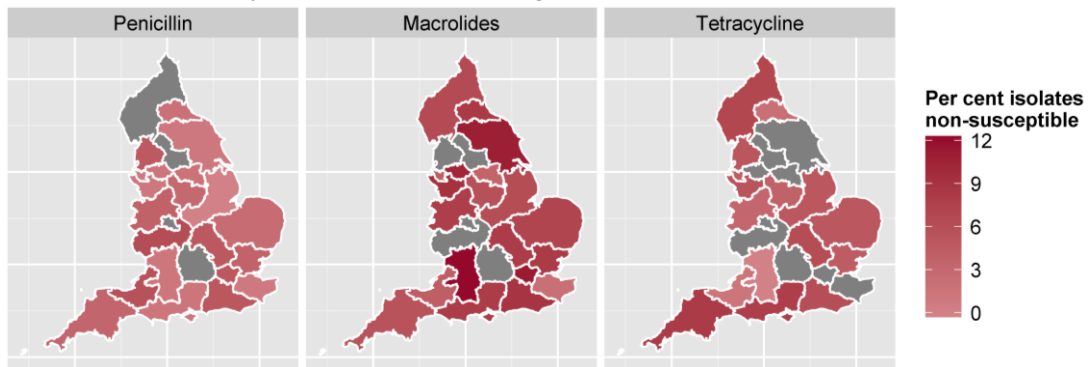 Penicillin
Macrolides
Tetracycline
Per cent isolates
non-susceptible
12
9
6
3
0